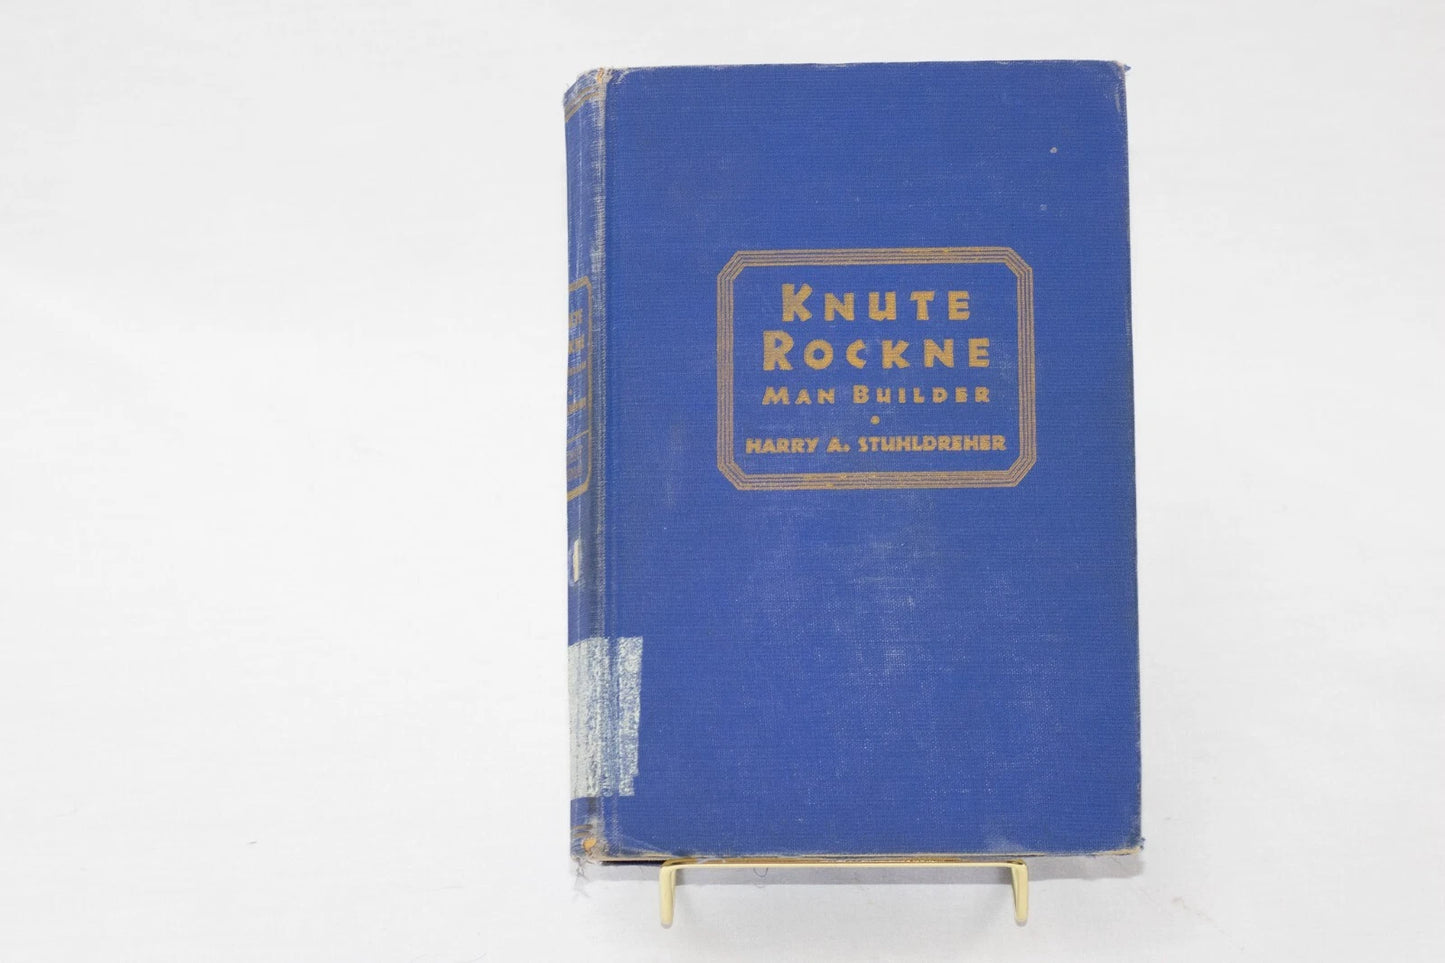 KNUTE
ROCKNE
MAN BUILDER
HARRY A. STUHLDREHER